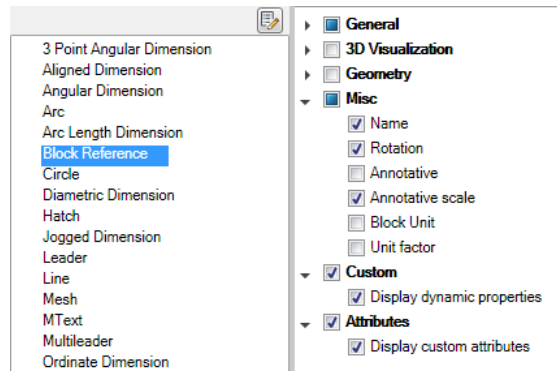 3 Point Angular Dimension
Aligned Dimension
Angular Dimension
Arc
Arc Length Dimension
Block Reference
Circle
Diametric Dimension
Hatch
Jogged Dimension
Leader
Line
Mesh
MText
Multileader
Ordinate Dimension
General
3D Visualization
Geometry
Misc
Name
Rotation
Annotative
Annotative scale
Block Unit
Unit factor
Custom
Display dynamic properties
Attributes
Display custom attributes